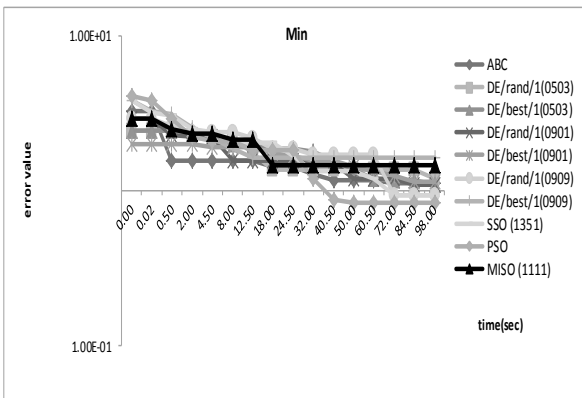 Min
1.00E+01
error value
1.00E-01
0.00
0.02
0.50
2.00
4.50
8.00
12.50
18.00
24.50
32.00
40.50
50.00
60.50
72.00
84.50
98.00
time(sec)
ABC
DE/rand/1(0503)
DE/best/1(0503)
DE/rand/1(0901)
DE/best/1(0901)
DE/rand/1(0909)
DE/best/1(0909)
SSO (1351)
PSO
MISO (1111)